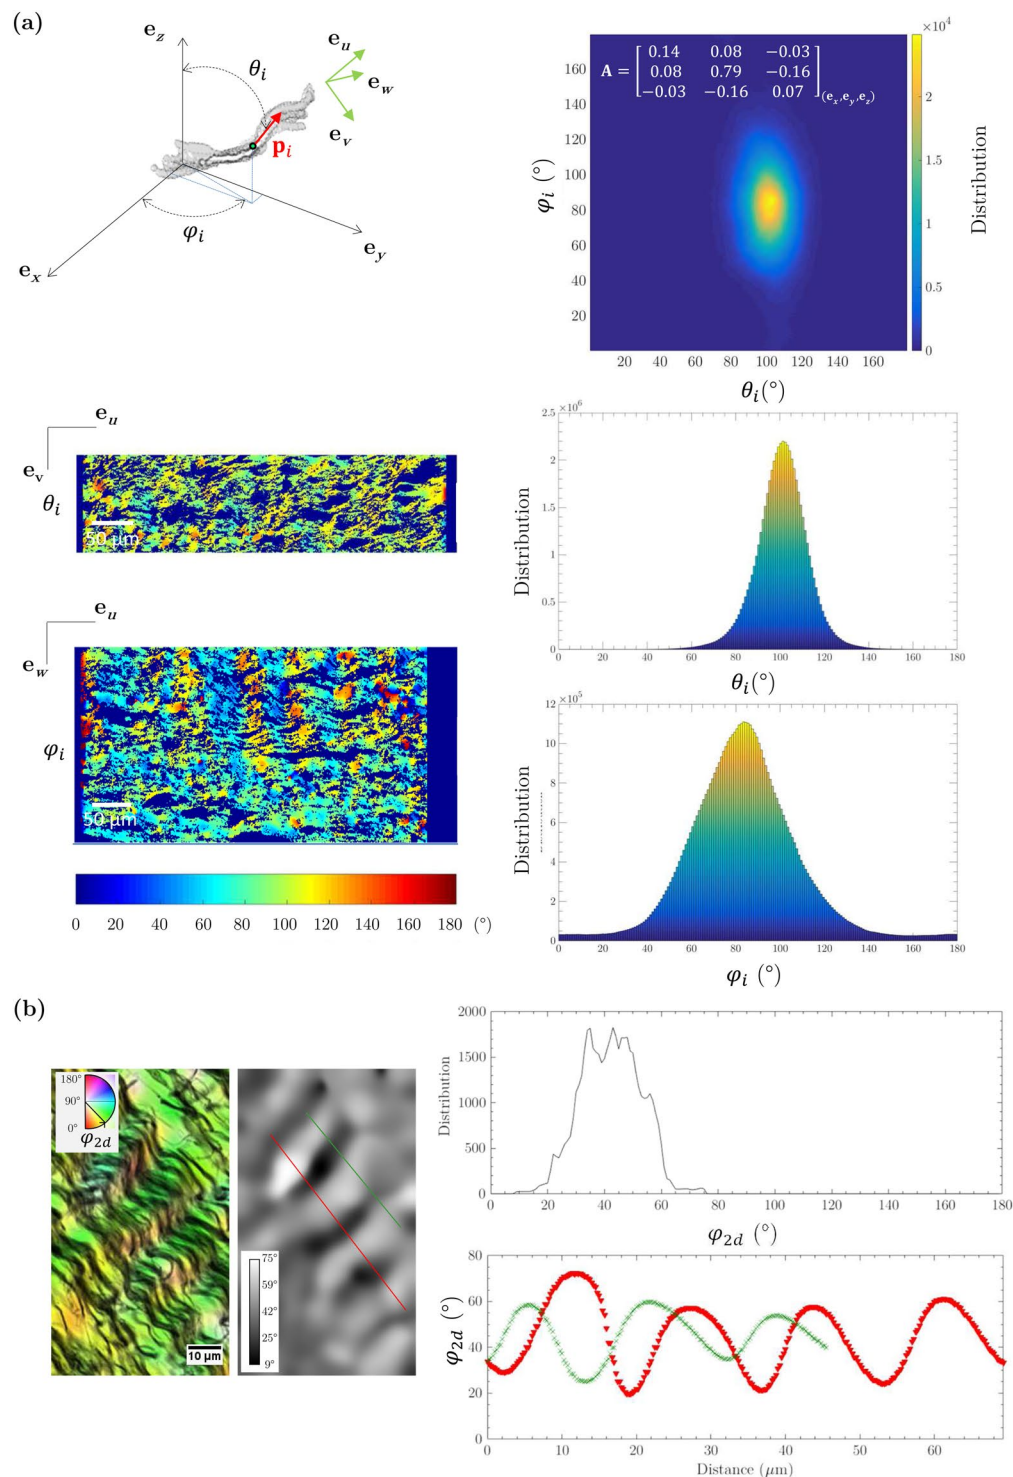 (a)
e_z
e_u
e_w
e_v
θ_i
p_i
φ_i
e_x
e_y
×10⁴
A = [0.14 0.08 −0.03
0.08 0.79 −0.16
−0.03 −0.16 0.07](e_x,e_y,e_z)
160
140
120
100
80
60
40
20
φ_i (°)
20 40 60 80 100 120 140 160
θ_i(°)
2
1.5
1
0.5
0
Distribution
e_u
e_v
θ_i
50 μm
×10⁶
2.5
2
1.5
1
0.5
0
Distribution
0 20 40 60 80 100 120 140 160 180
θ_i(°)
e_u
e_w
φ_i
50 μm
0 20 40 60 80 100 120 140 160 180 (°)
×10⁵
12
10
8
6
4
2
0
Distribution
0 20 40 60 80 100 120 140 160 180
φ_i (°)
(b)
180°
90°
0°
φ_2d
10 μm
75°
59°
42°
25°
9°
2000
1500
1000
500
0
Distribution
0 20 40 60 80 100 120 140 160 180
φ_2d (°)
80
60
40
20
0
φ_2d (°)
0 10 20 30 40 50 60
Distance (μm)